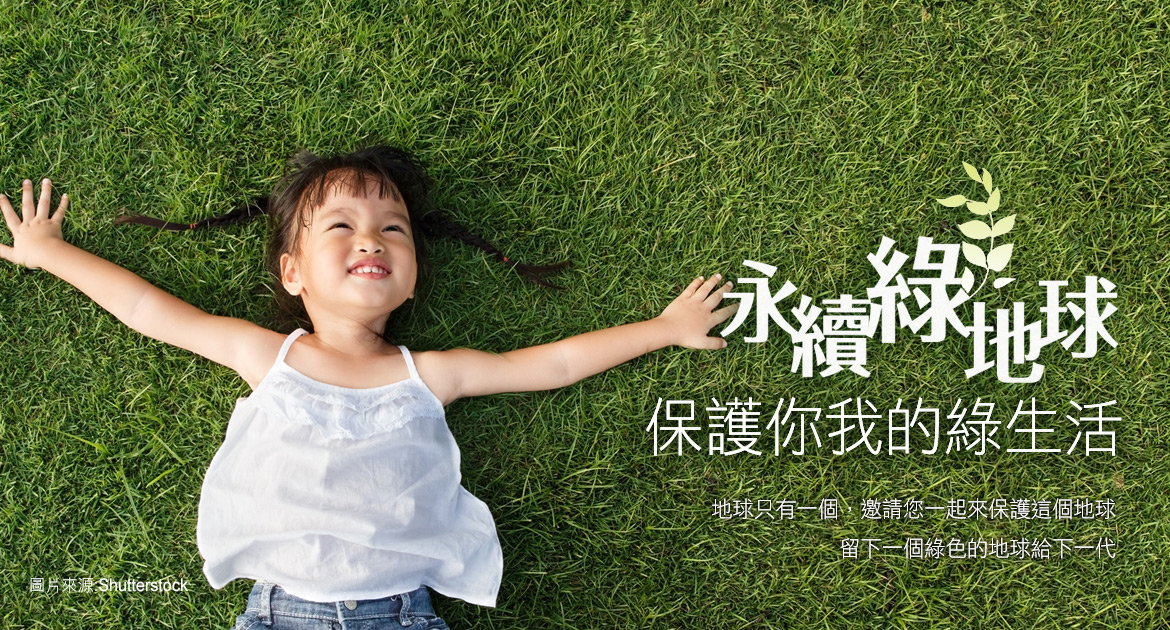 永續綠地球
保護你我的綠生活
地球只有一個，邀請您一起來保護這個地球
留下一個綠色的地球給下一代
圖片來源:Shutterstock